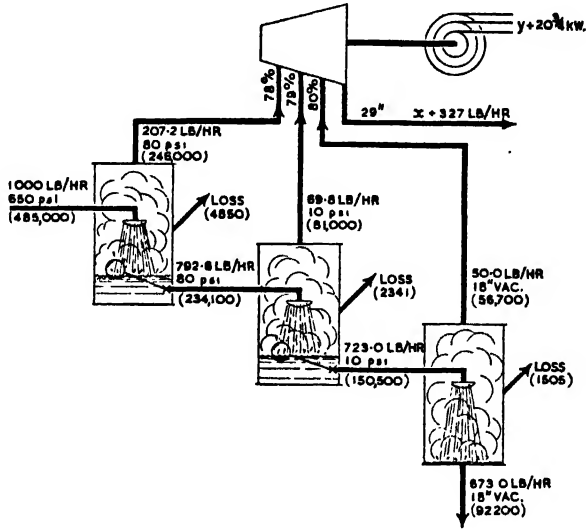 y+20¾ KW.
78%
79%
80%
29"
x + 327 LB/HR
207·2 LB/HR
80 psi
(246,000)
1000 LB/HR
650 psi
(485,000)
LOSS
(4850)
69·8 LB/HR
10 psi
(81,000)
792·8 LB/HR
80 psi
(234,100)
LOSS
(2341)
50·0 LB/HR
18" VAC.
(56,700)
723·0 LB/HR
10 psi
(150,500)
LOSS
(1505)
673 0 LB/HR
18" VAC.
(92200)